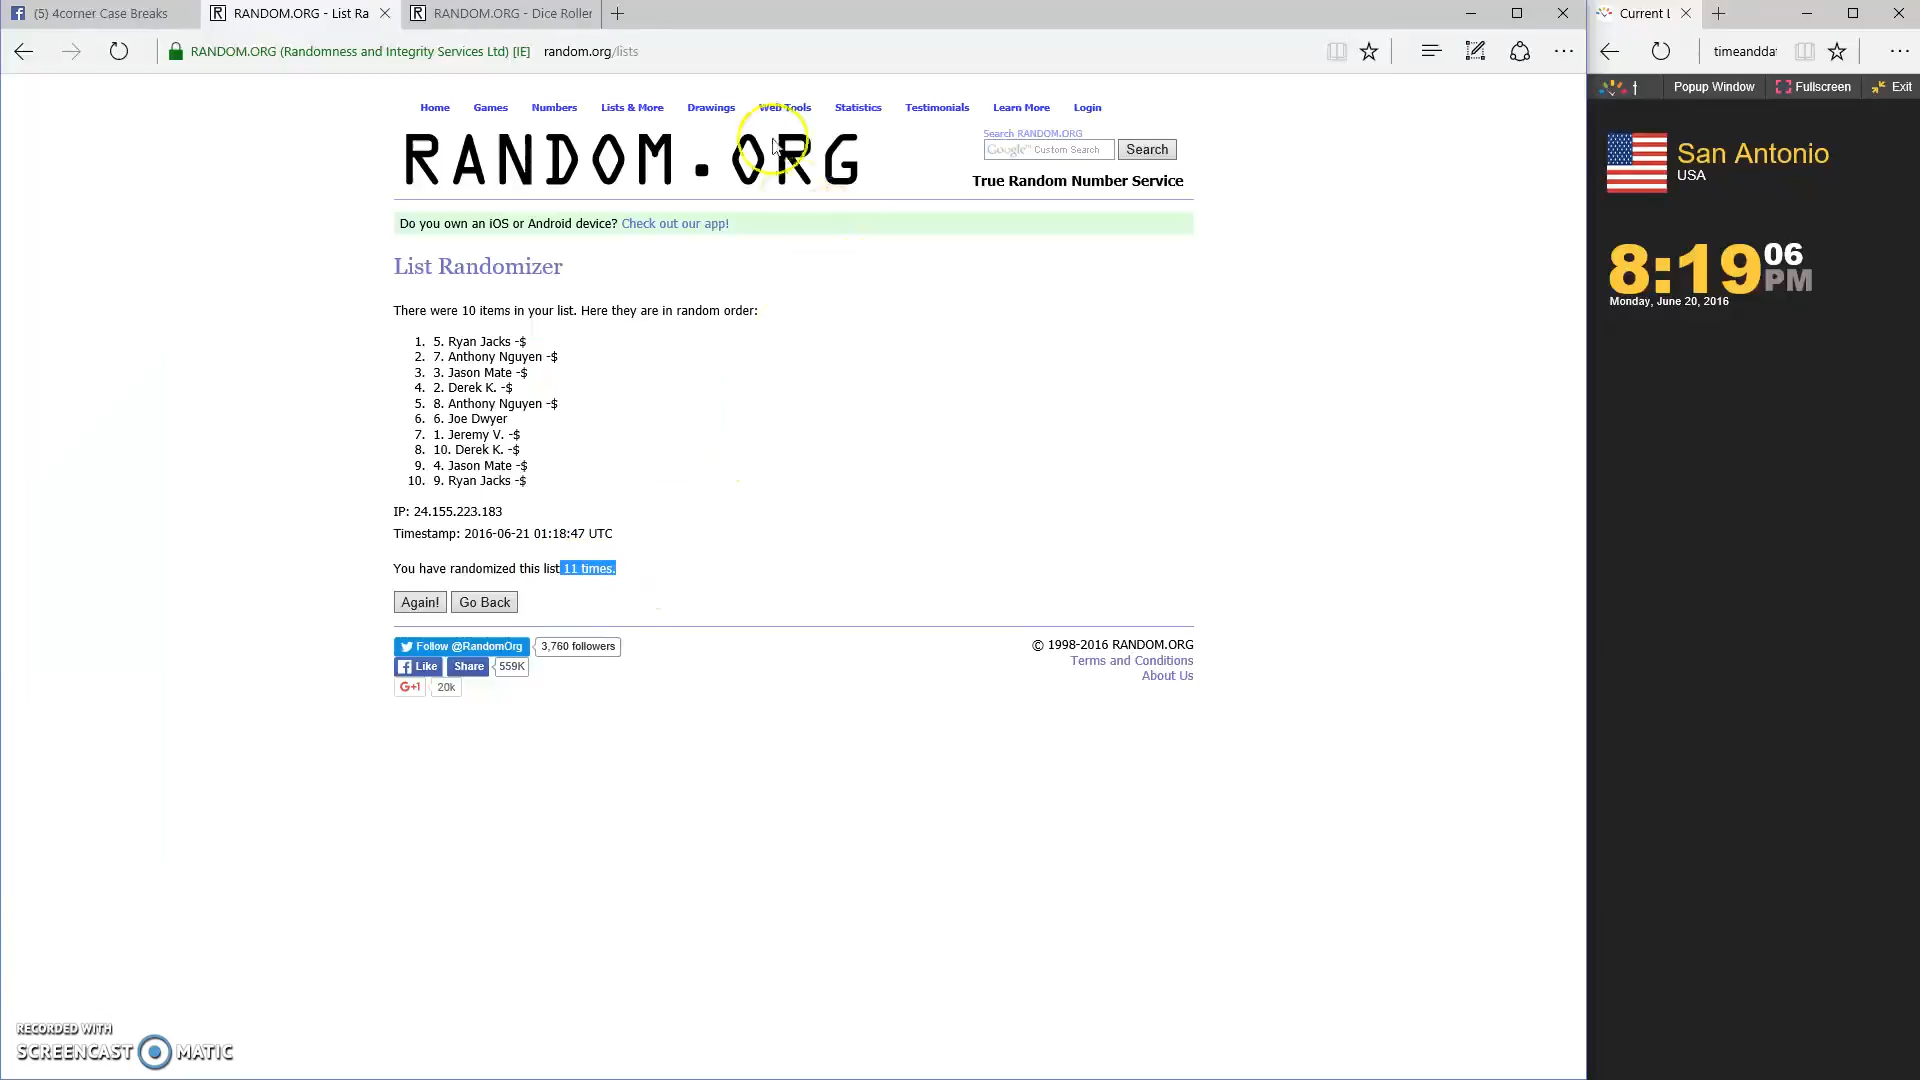 (5) 4corner Case Breaks
RANDOM.ORG - List Ra
RANDOM.ORG - Dice Roller
RANDOM.ORG (Randomness and Integrity Services Ltd) [IE] random.org/lists
Home Games Numbers Lists & More Drawings Web Tools Statistics Testimonials Learn More Login
RANDOM.ORG
Search RANDOM.ORG
Google™ Custom Search Search
True Random Number Service
Do you own an iOS or Android device? Check out our app!
List Randomizer
There were 10 items in your list. Here they are in random order:
1. 5. Ryan Jacks -$
2. 7. Anthony Nguyen -$
3. 3. Jason Mate -$
4. 2. Derek K. -$
5. 8. Anthony Nguyen -$
6. 6. Joe Dwyer
7. 1. Jeremy V. -$
8. 10. Derek K. -$
9. 4. Jason Mate -$
10. 9. Ryan Jacks -$
IP: 24.155.223.183
Timestamp: 2016-06-21 01:18:47 UTC
You have randomized this list 11 times.
Again! Go Back
Follow @RandomOrg 3,760 followers
Like Share 559K
G+1 20k
© 1998-2016 RANDOM.ORG
Terms and Conditions
About Us
RECORDED WITH
SCREENCAST MATIC
Current L
timeanddat
t Popup Window Fullscreen Exit
San Antonio
USA
8:19 06 PM
Monday, June 20, 2016